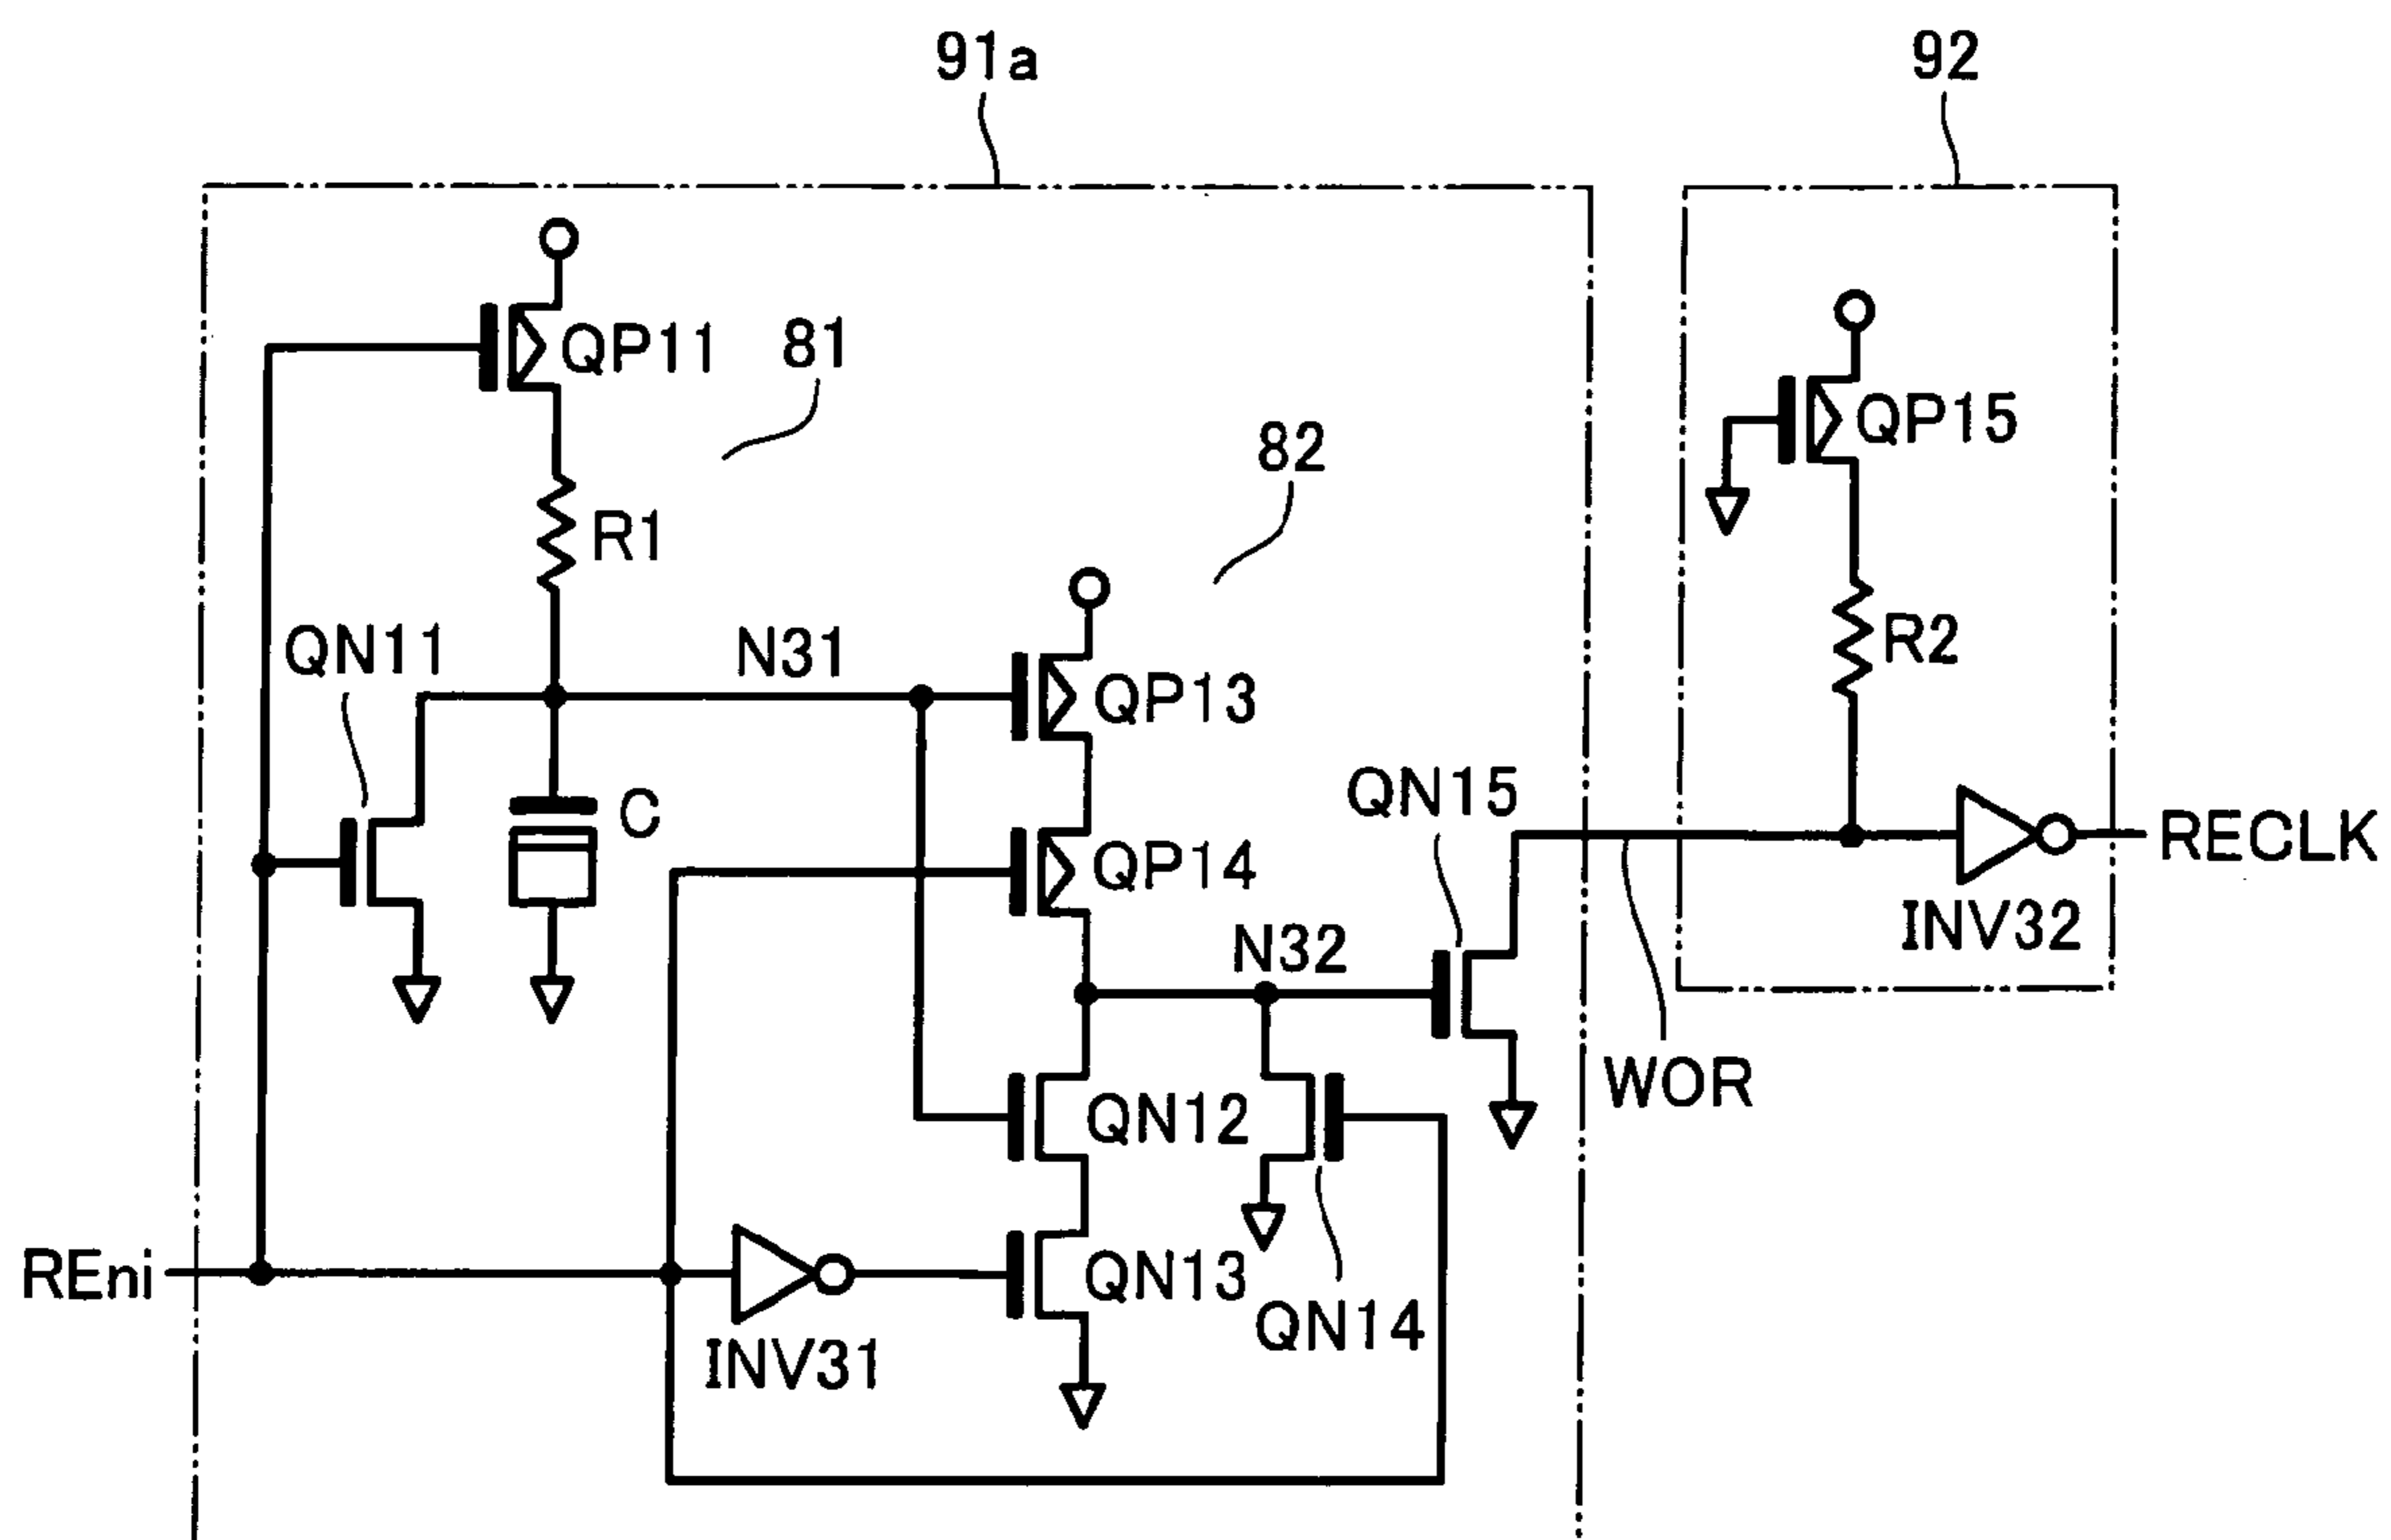 91a
92
QP11
81
QP15
82
R1
R2
QN11
N31
QP13
C
QN15
QP14
RECLK
INV32
N32
WOR
QN12
REni
QN13
QN14
INV31